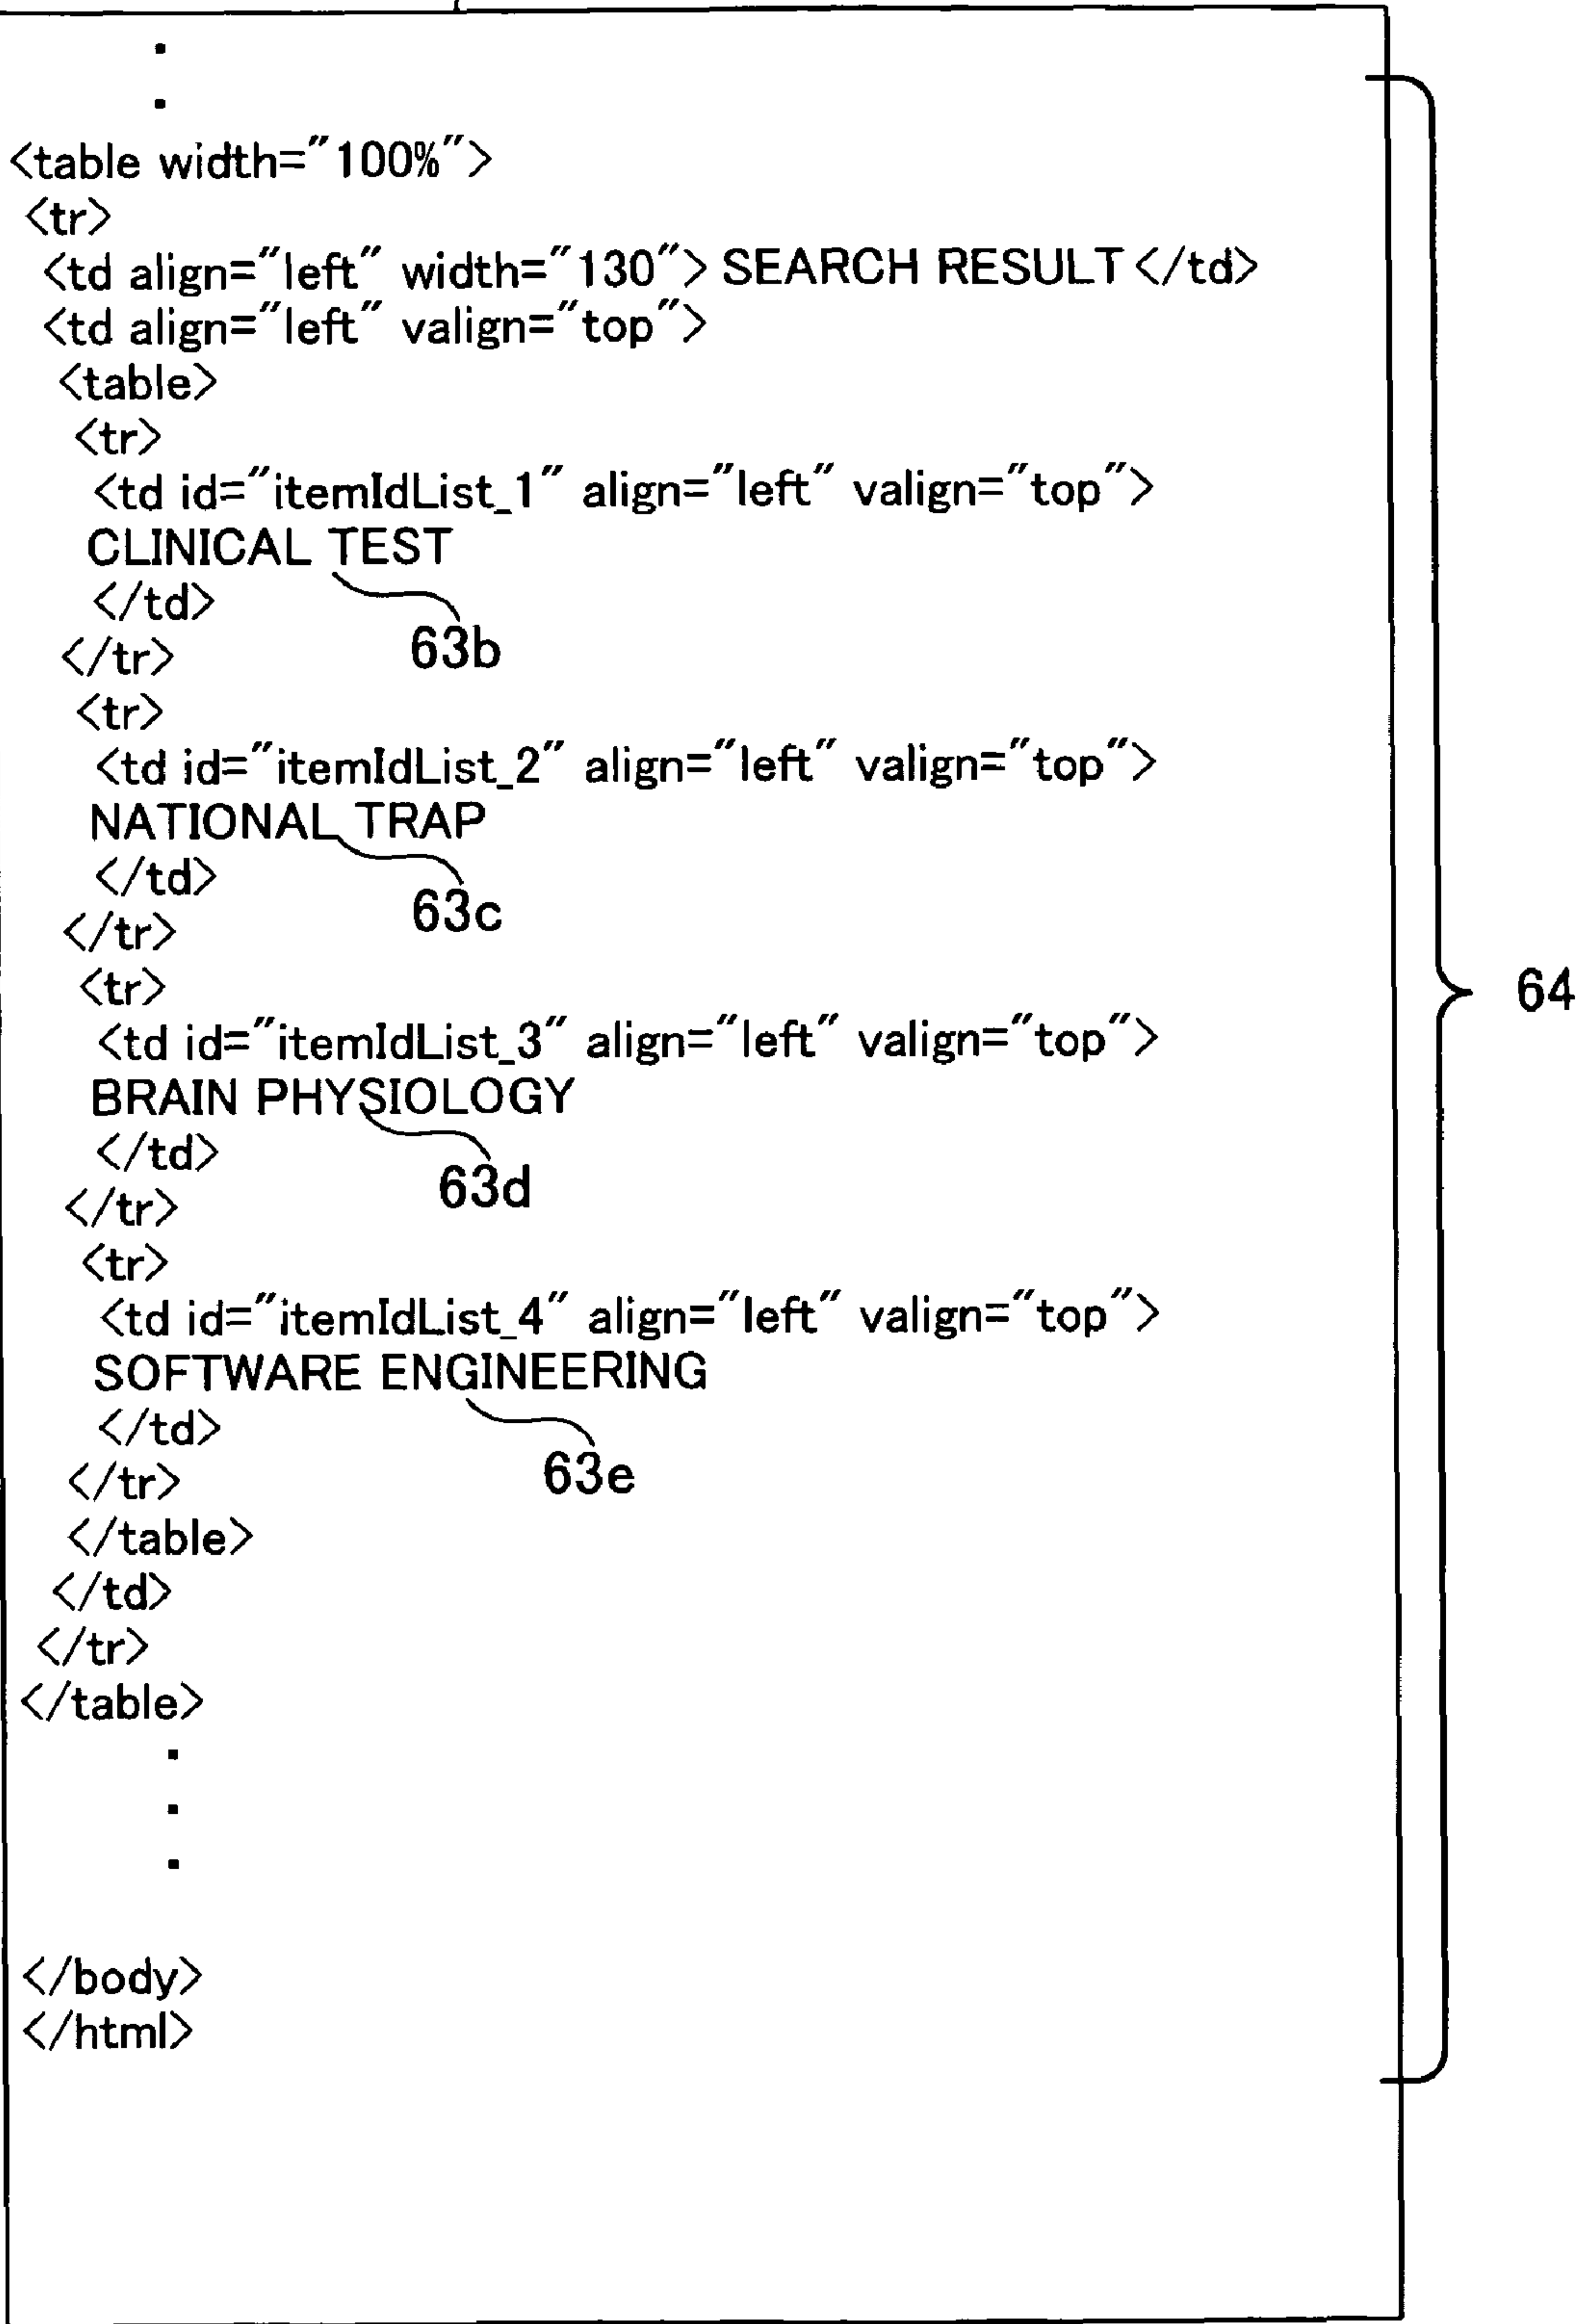 .
.
<table width="100%">
<tr>
<td align="left" width="130"> SEARCH RESULT </td>
<td align="left" valign="top">
<table>
<tr>
<td id="itemIdList_1" align="left" valign="top">
CLINICAL TEST
</td>
63b
</tr>
<tr>
<td id="itemIdList_2" align="left" valign="top">
NATIONAL TRAP
</td>
63c
</tr>
<tr>
<td id="itemIdList_3" align="left" valign="top">
BRAIN PHYSIOLOGY
</td>
63d
</tr>
<tr>
<td id="itemIdList_4" align="left" valign="top">
SOFTWARE ENGINEERING
</td>
63e
</tr>
</table>
</td>
</tr>
</table>
.
.
.
</body>
</html>
64